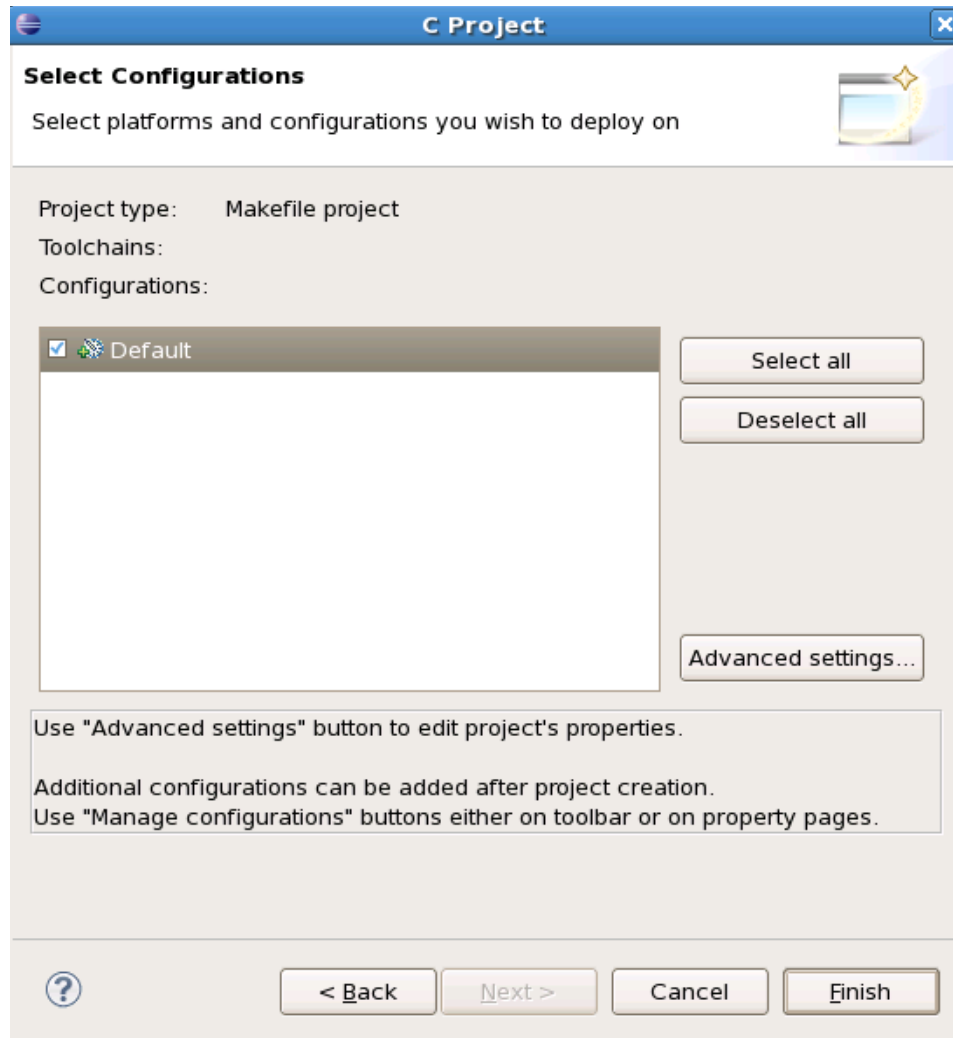 C Project
Select Configurations
Select platforms and configurations you wish to deploy on
Project type: Makefile project
Toolchains:
Configurations:
Default
Select all
Deselect all
Advanced settings...
Use "Advanced settings" button to edit project's properties.
Additional configurations can be added after project creation.
Use "Manage configurations" buttons either on toolbar or on property pages.
? < Back Next > Cancel Finish